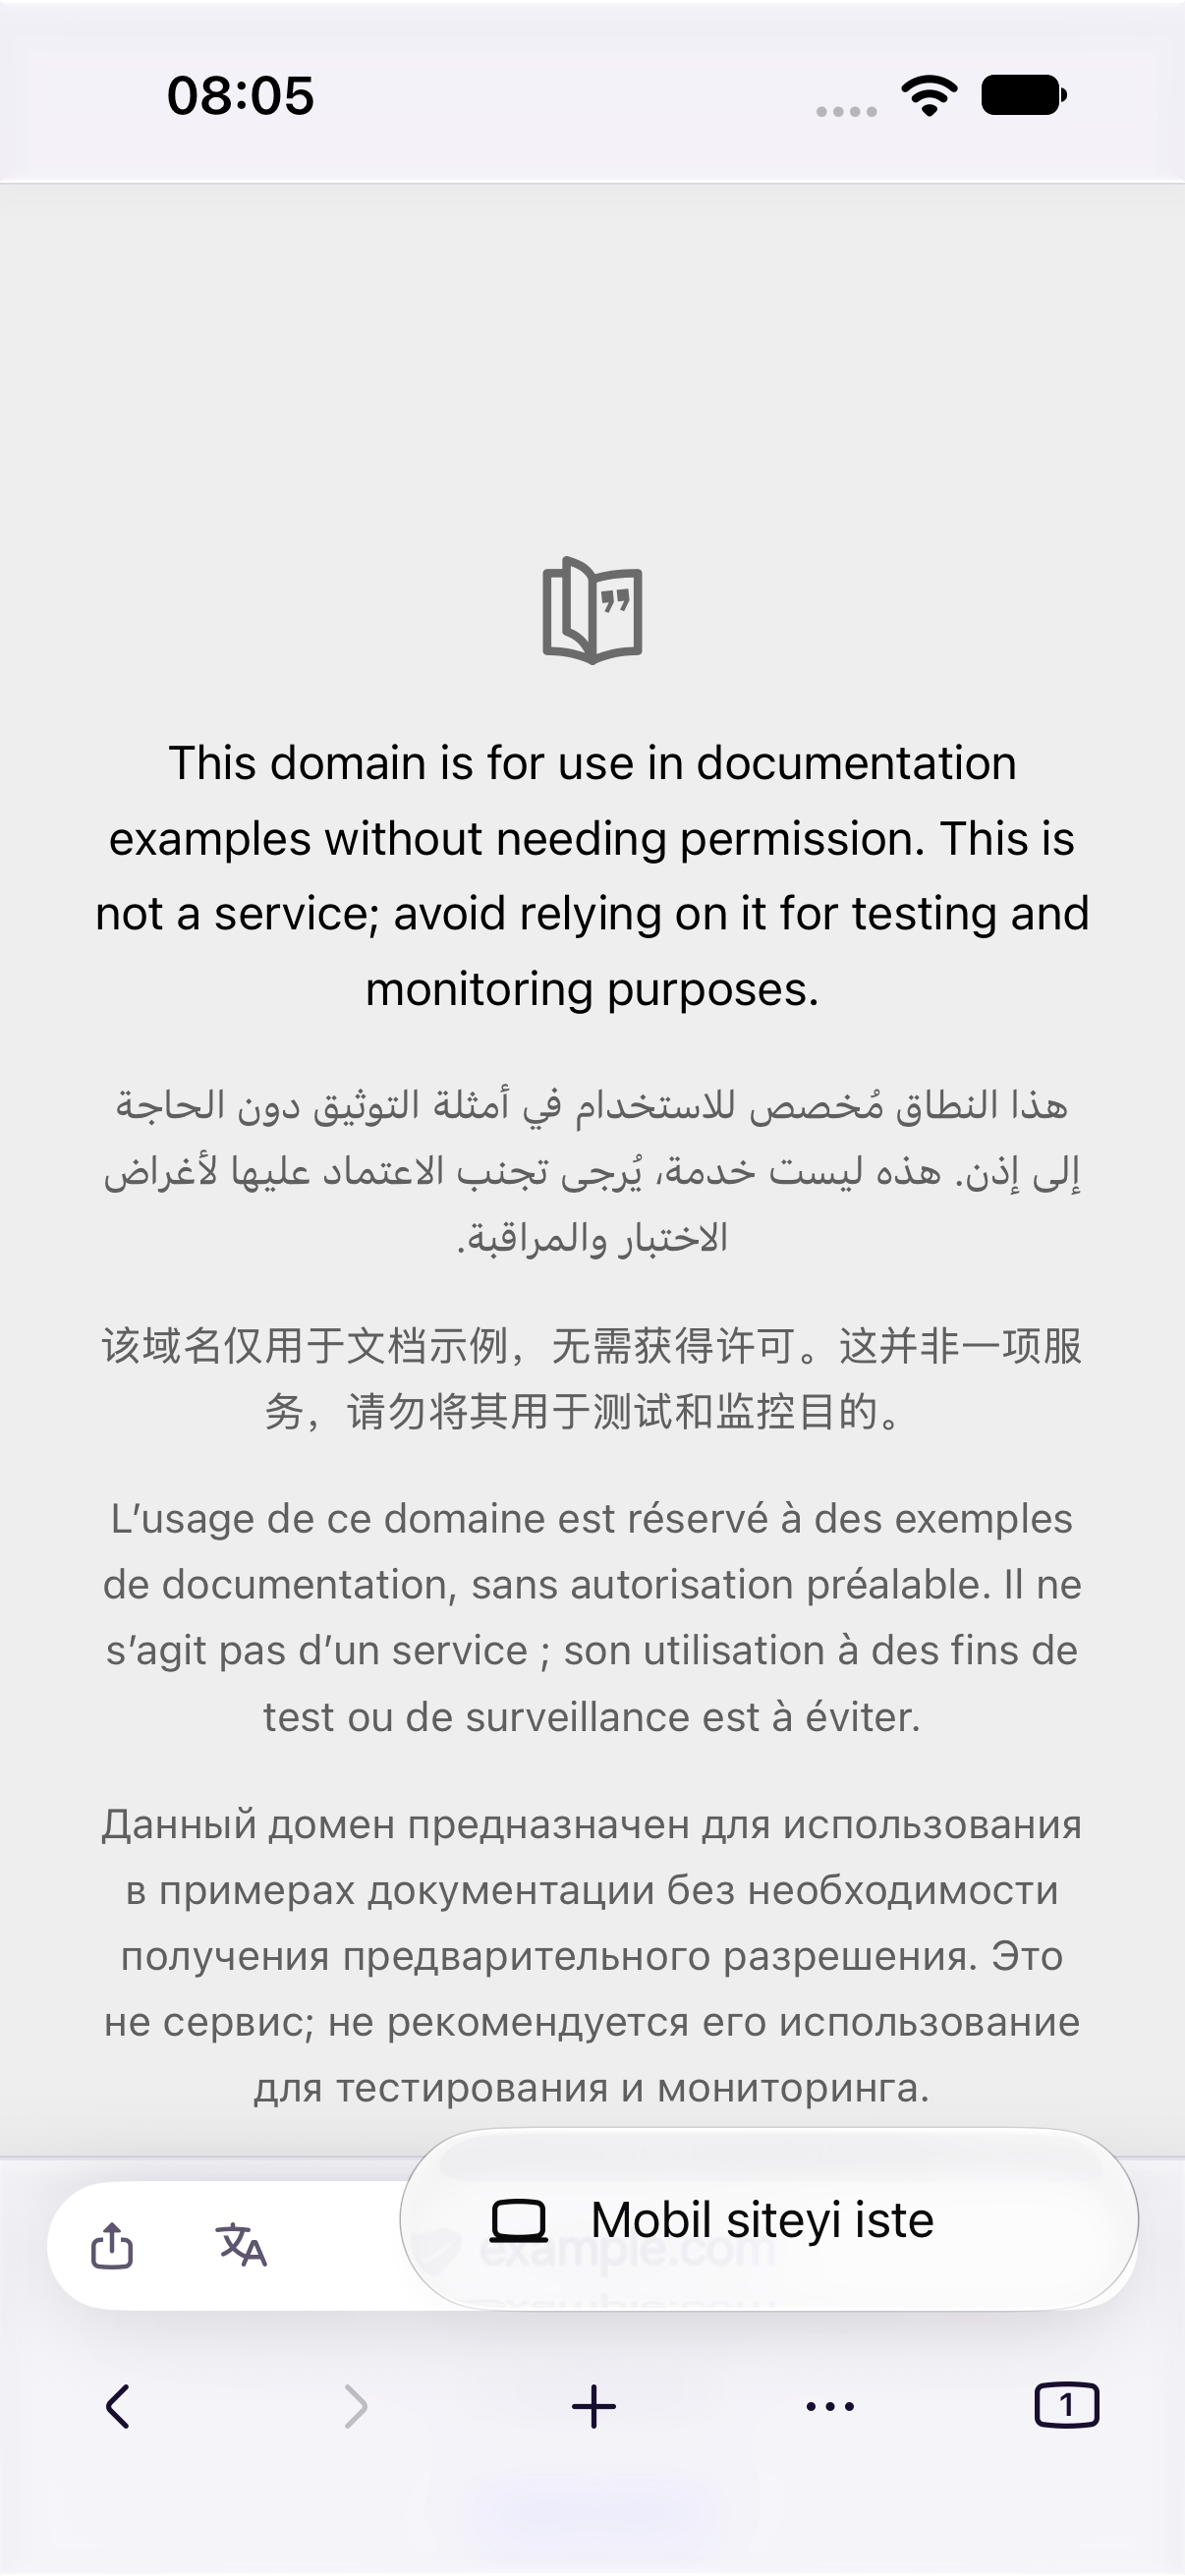 08:05
This domain is for use in documentation
examples without needing permission. This is
not a service; avoid relying on it for testing and
monitoring purposes.
هذا النطاق مُخصص للاستخدام في أمثلة التوثيق دون الحاجة
إلى إذن. هذه ليست خدمة، يُرجى تجنب الاعتماد عليها لأغراض
الاختبار والمراقبة.
该域名仅用于文档示例，无需获得许可。这并非一项服
务，请勿将其用于测试和监控目的。
L’usage de ce domaine est réservé à des exemples
de documentation, sans autorisation préalable. Il ne
s’agit pas d’un service ; son utilisation à des fins de
test ou de surveillance est à éviter.
Данный домен предназначен для использования
в примерах документации без необходимости
получения предварительного разрешения. Это
не сервис; не рекомендуется его использование
для тестирования и мониторинга.
Mobil siteyi iste
example.com
1